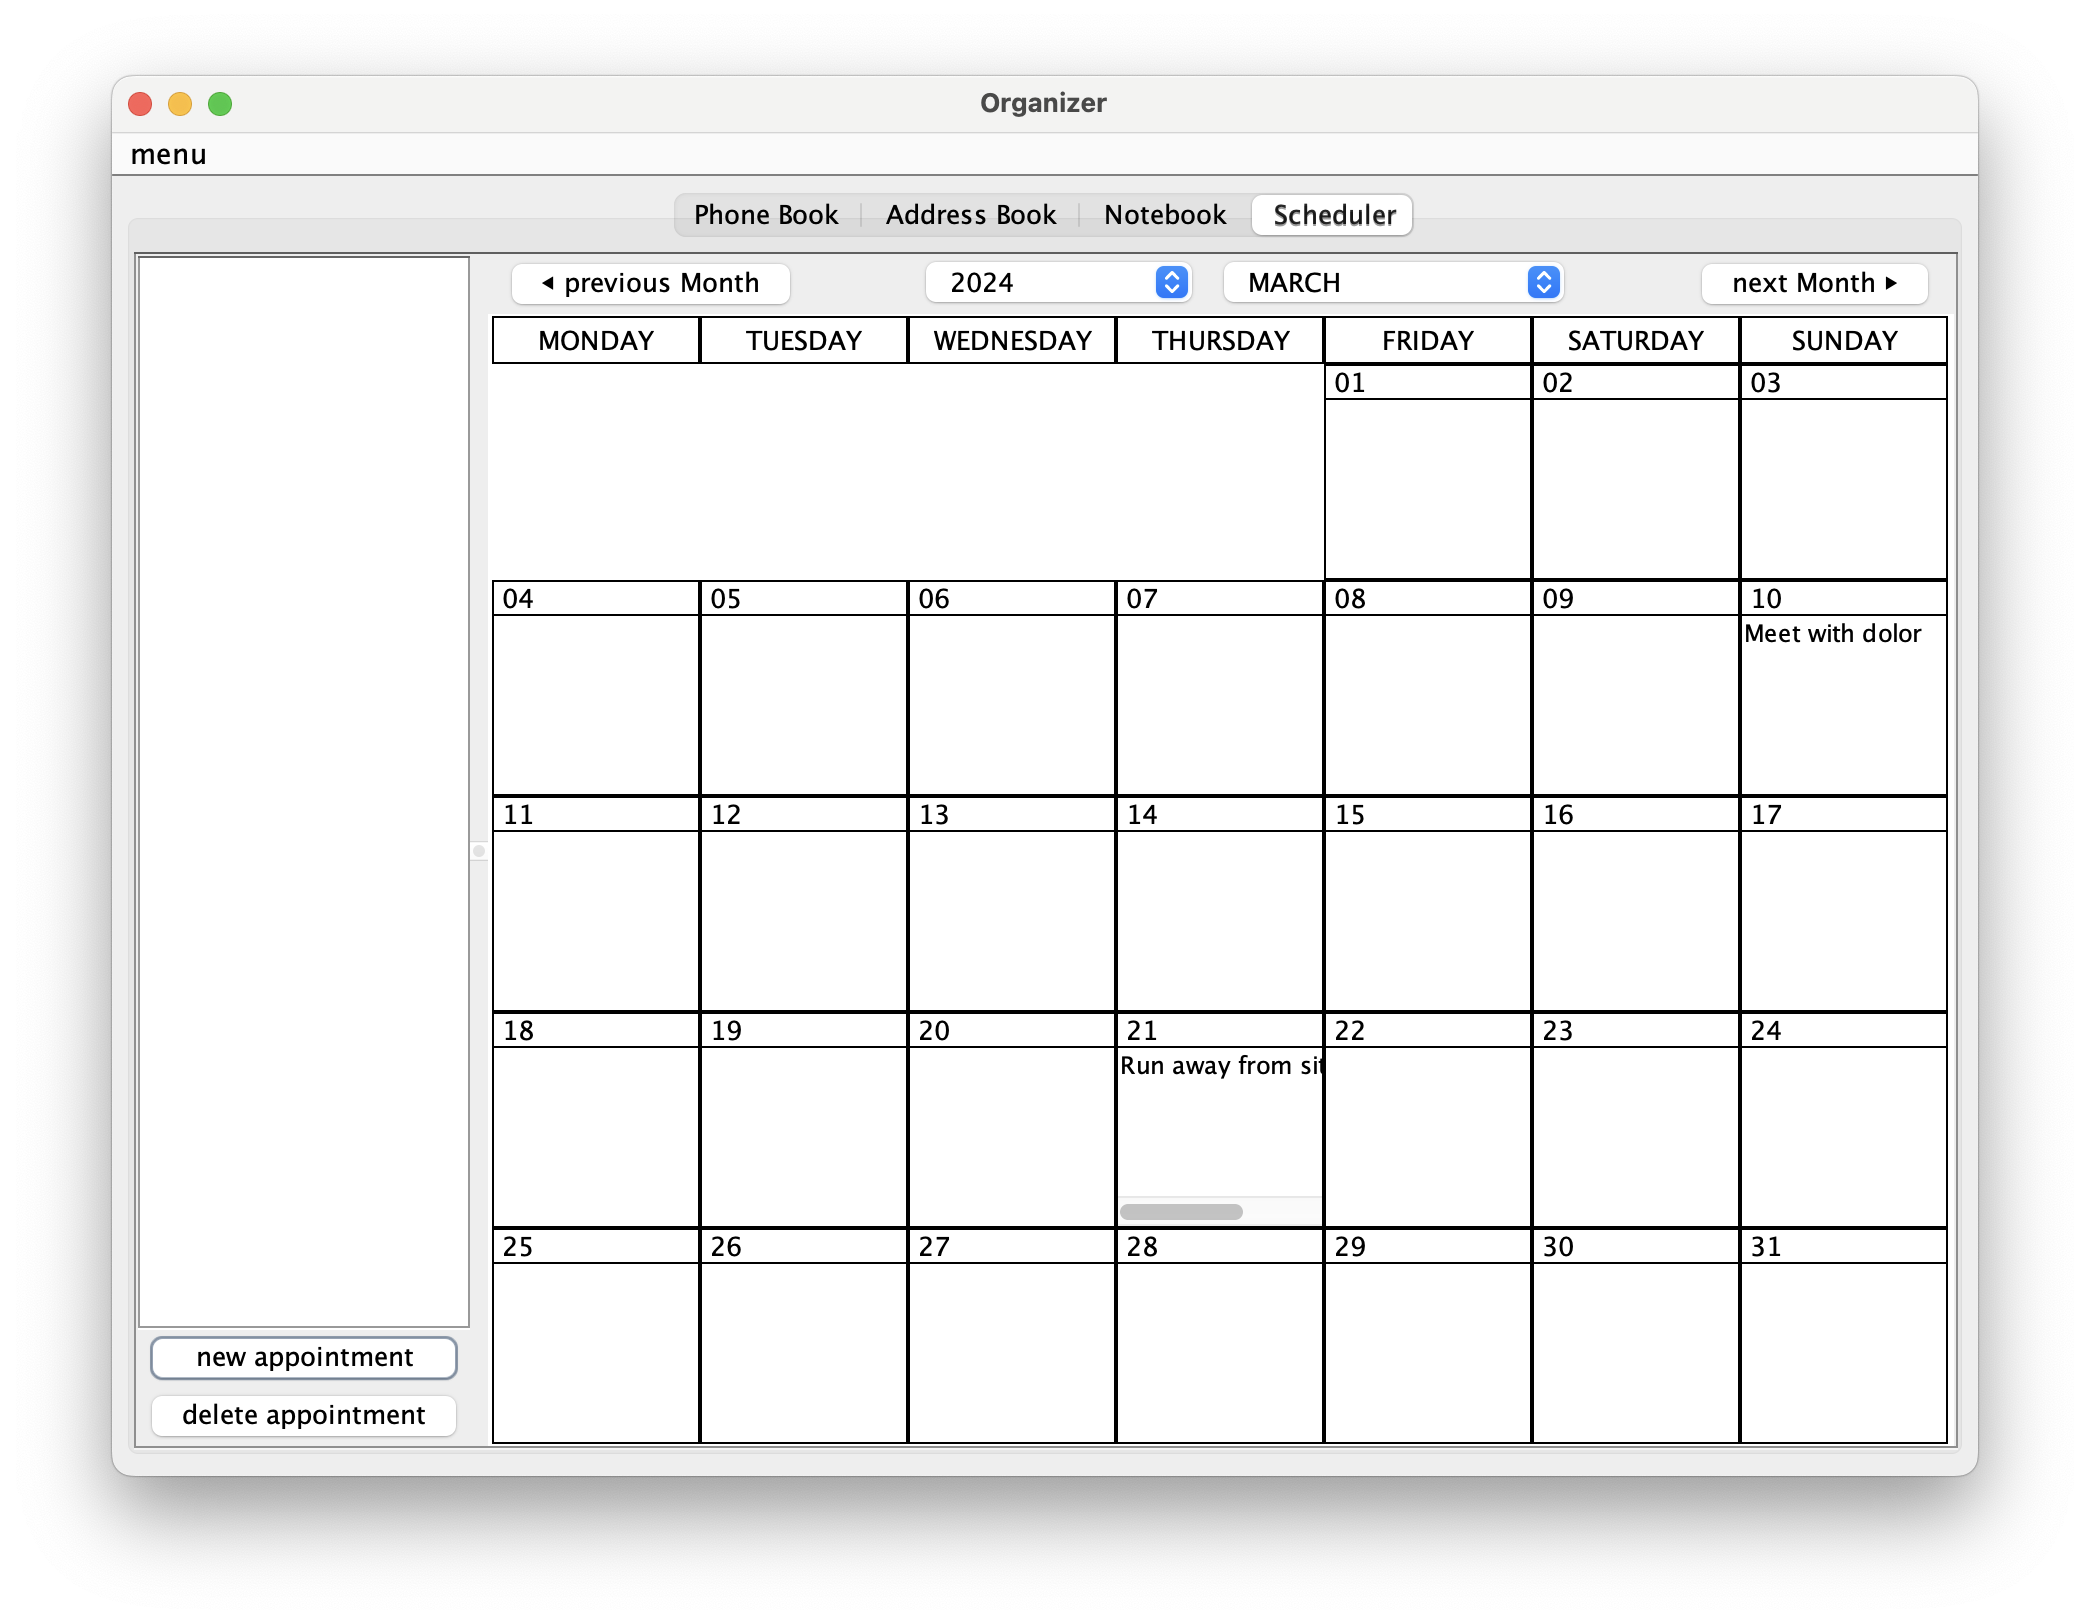 Organizer
menu
Phone Book Address Book Notebook Scheduler
previous Month 2024 MARCH next Month
MONDAY TUESDAY WEDNESDAY THURSDAY FRIDAY SATURDAY SUNDAY
01 02 03
04 05 06 07 08 09 10
Meet with dolor
11 12 13 14 15 16 17
18 19 20 21 22 23 24
Run away from sit
25 26 27 28 29 30 31
new appointment
delete appointment